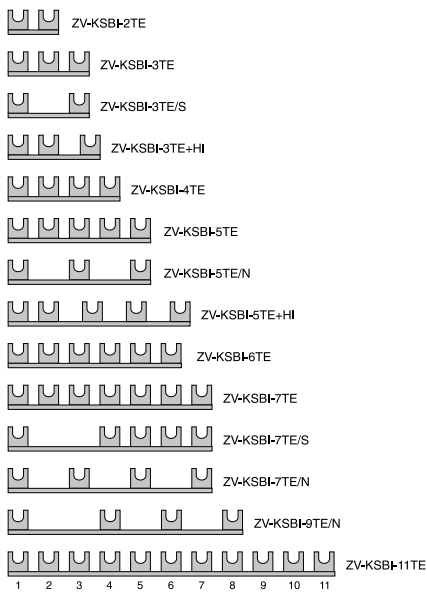 ZV-KSBI-2TE
ZV-KSBI-3TE
ZV-KSBI-3TE/S
ZV-KSBI-3TE+HI
ZV-KSBI-4TE
ZV-KSBI-5TE
ZV-KSBI-5TE/N
ZV-KSBI-5TE+HI
ZV-KSBI-6TE
ZV-KSBI-7TE
ZV-KSBI-7TE/S
ZV-KSBI-7TE/N
ZV-KSBI-9TE/N
ZV-KSBI-11TE
1 2 3 4 5 6 7 8 9 10 11